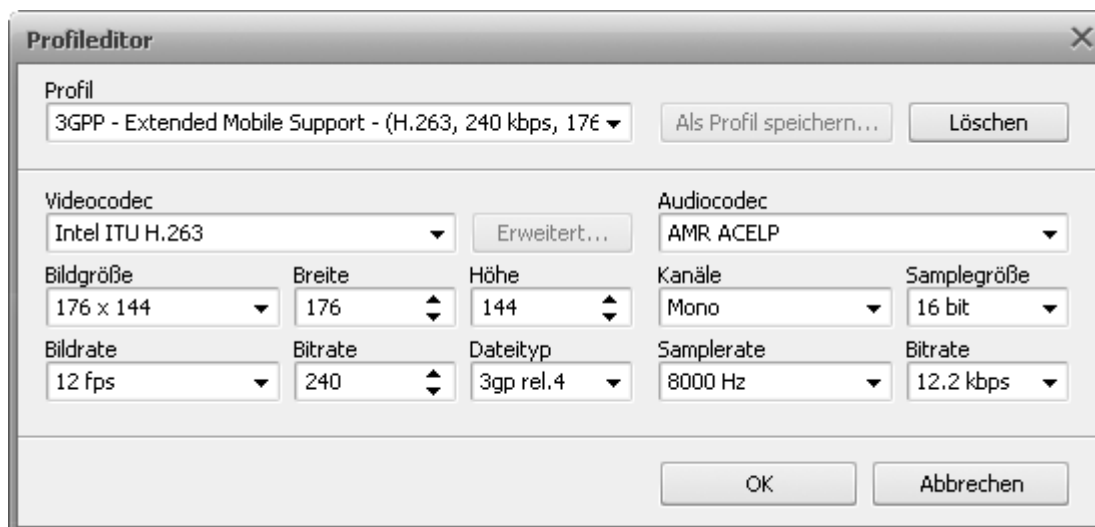 Profileditor
Profil
3GPP - Extended Mobile Support - (H.263, 240 kbps, 176
Als Profil speichern...
Löschen
Videocodec
Audiocodec
Intel ITU H.263
Erweitert...
AMR ACELP
Bildgröße
Breite
Höhe
Kanäle
Samplegröße
176 x 144
176
144
Mono
16 bit
Bildrate
Bitrate
Dateityp
Samplerate
Bitrate
12 fps
240
3gp rel.4
8000 Hz
12.2 kbps
OK
Abbrechen